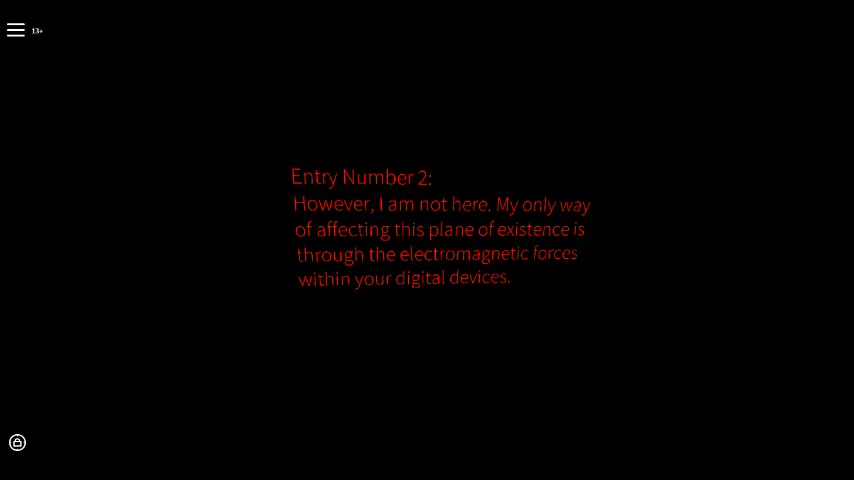 13+
Entry Number 2:
However, I am not here. My only way
of affecting this plane of existence is
through the electromagnetic forces
within your digital devices.